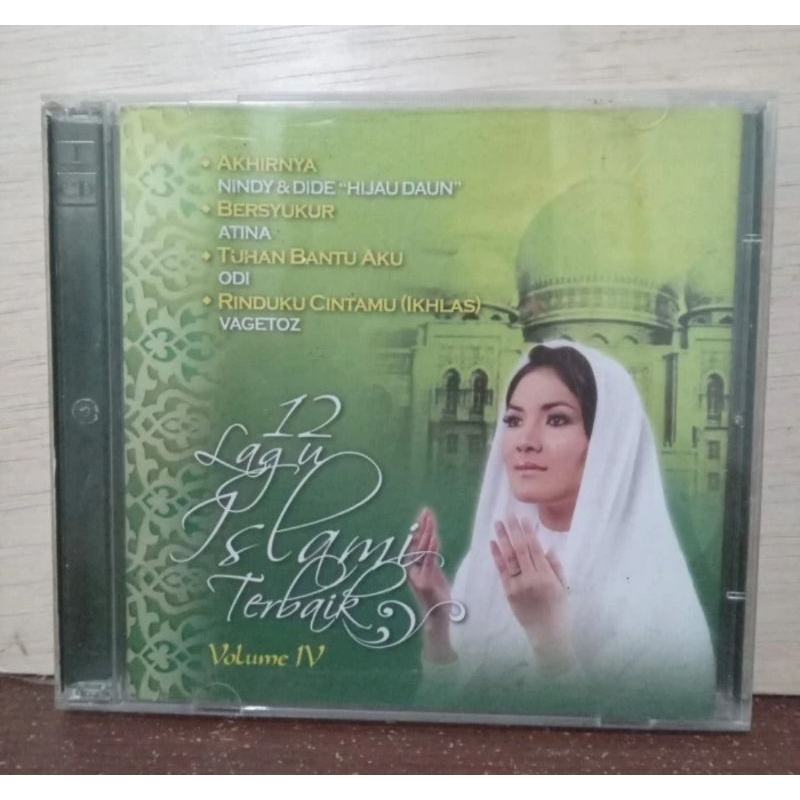 • AKHIRNYA
NINDY & DIDE "HIJAU DAUN"
• BERSYUKUR
ATINA
• TUHAN BANTU AKU
ODI
• RINDUKU CINTAMU (IKHLAS)
VAGETOZ
12
Lagu
Islami
Terbaik
Volume IV